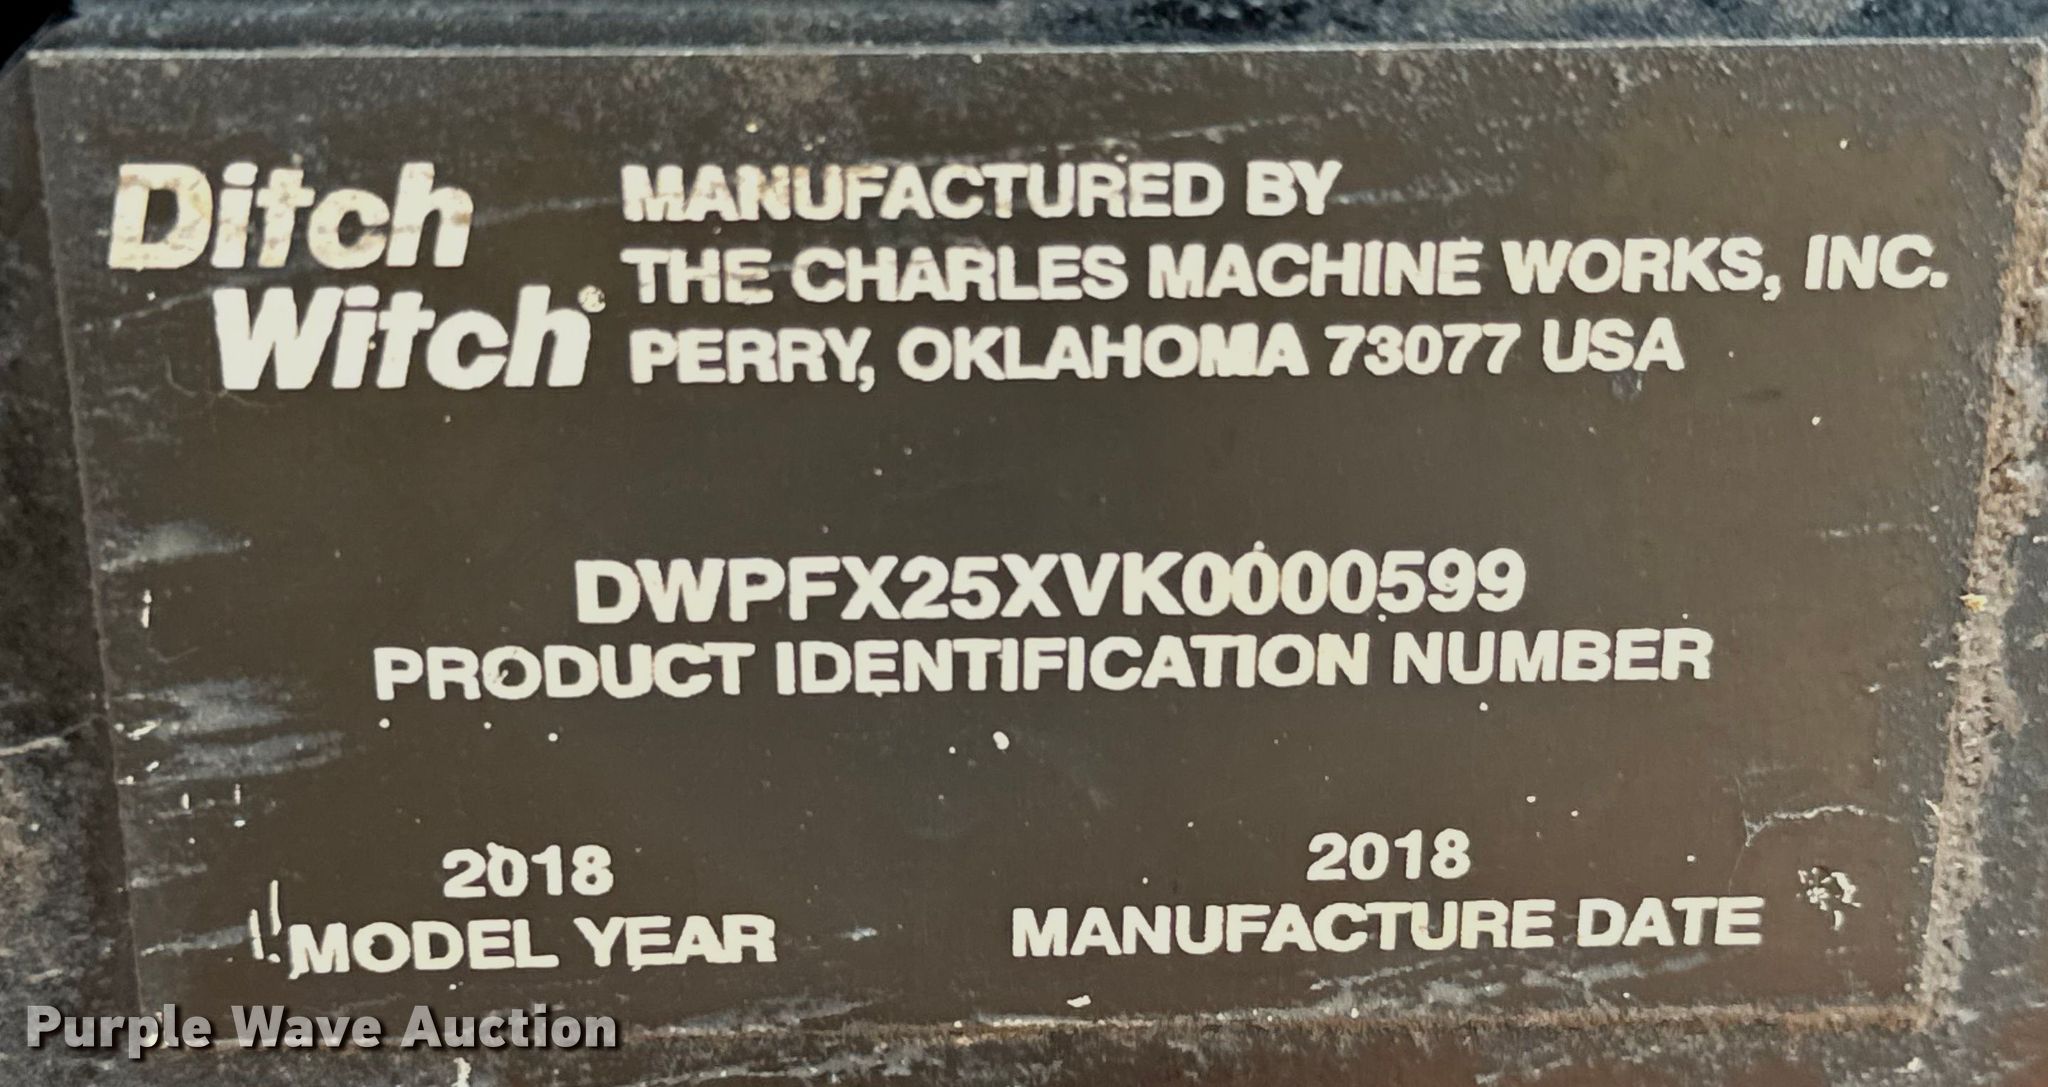 Ditch
Witch®
MANUFACTURED BY
THE CHARLES MACHINE WORKS, INC.
PERRY, OKLAHOMA 73077 USA
DWPFX25XVK0000599
PRODUCT IDENTIFICATION NUMBER
2018
MODEL YEAR
2018
MANUFACTURE DATE
Purple Wave Auction